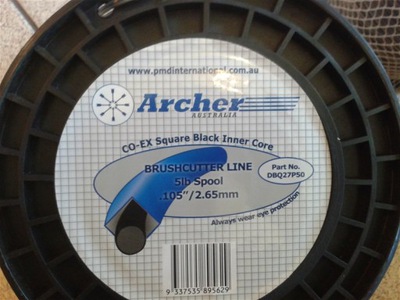 www.pmdinternational.com.au
Archer
AUSTRALIA
CO-EX Square Black Inner Core
BRUSHCUTTER LINE
5lb Spool
.105"/2.65mm
Part No.
DBQ27P50
Always wear eye protection
9 337535 895629